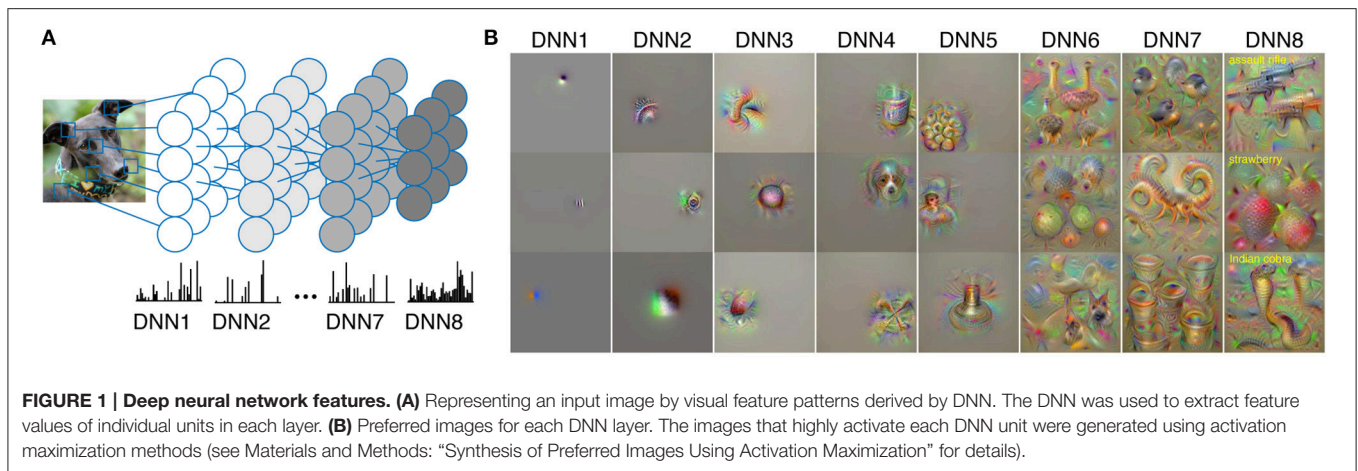 A
DNN1
DNN2
•••
DNN7
DNN8
B
DNN1 DNN2 DNN3 DNN4 DNN5 DNN6 DNN7 DNN8
assault rifle
strawberry
Indian cobra
FIGURE 1 | Deep neural network features. (A) Representing an input image by visual feature patterns derived by DNN. The DNN was used to extract feature
values of individual units in each layer. (B) Preferred images for each DNN layer. The images that highly activate each DNN unit were generated using activation
maximization methods (see Materials and Methods: “Synthesis of Preferred Images Using Activation Maximization” for details).